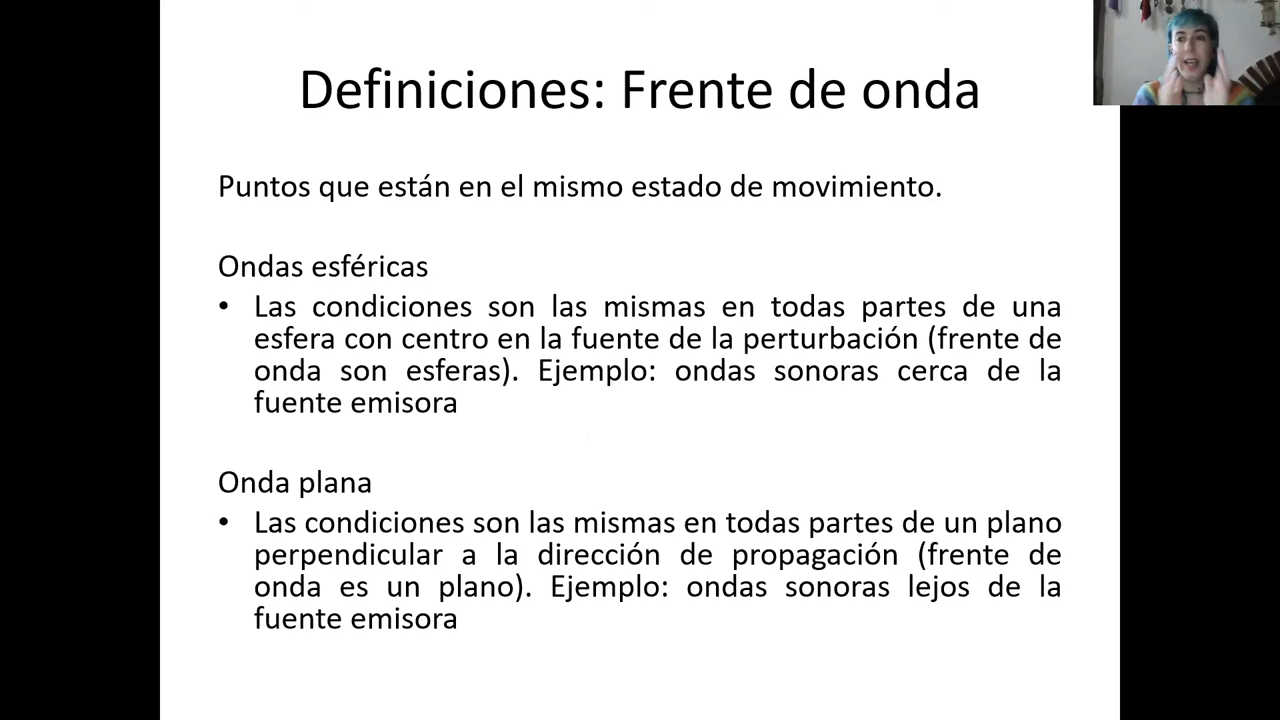 Definiciones: Frente de onda
Puntos que están en el mismo estado de movimiento.
Ondas esféricas
• Las condiciones son las mismas en todas partes de una
esfera con centro en la fuente de la perturbación (frente de
onda son esferas). Ejemplo: ondas sonoras cerca de la
fuente emisora
Onda plana
• Las condiciones son las mismas en todas partes de un plano
perpendicular a la dirección de propagación (frente de
onda es un plano). Ejemplo: ondas sonoras lejos de la
fuente emisora